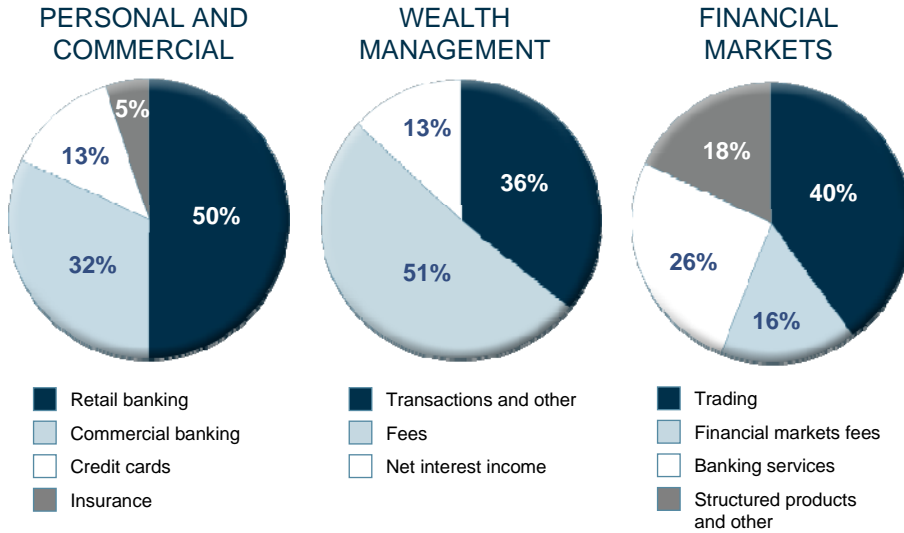 PERSONAL AND
COMMERCIAL
5%
13%
50%
32%
Retail banking
Commercial banking
Credit cards
Insurance
WEALTH
MANAGEMENT
13%
36%
51%
Transactions and other
Fees
Net interest income
FINANCIAL
MARKETS
18%
40%
26%
16%
Trading
Financial markets fees
Banking services
Structured products
and other